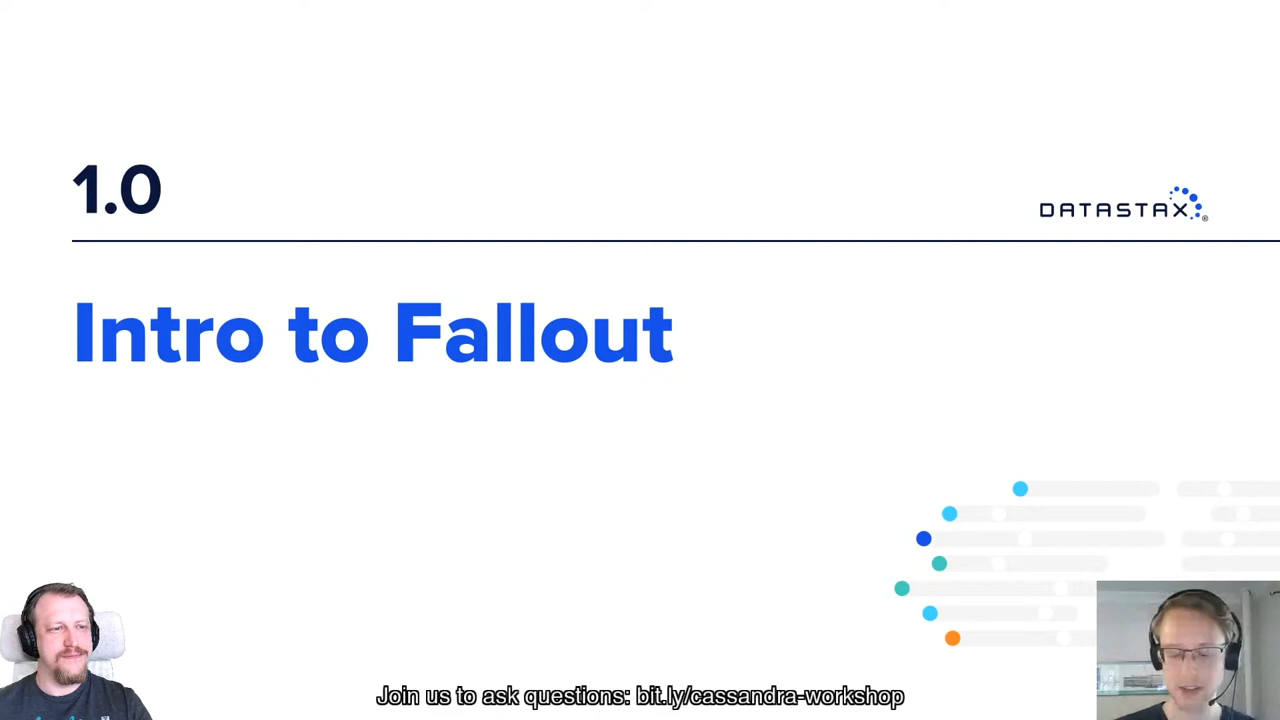 1.0
DATASTAX®
Intro to Fallout
Join us to ask questions: bit.ly/cassandra-workshop